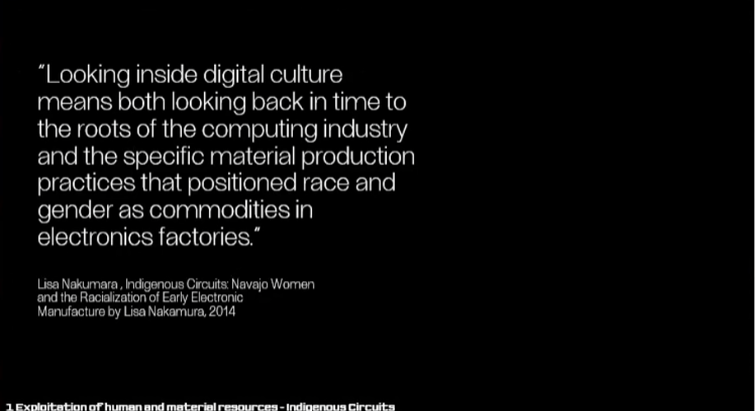 “Looking inside digital culture
means both looking back in time to
the roots of the computing industry
and the specific material production
practices that positioned race and
gender as commodities in
electronics factories.”
Lisa Nakumara , Indigenous Circuits: Navajo Women
and the Racialization of Early Electronic
Manufacture by Lisa Nakamura, 2014
1 Exploitation of human and material resources - Indigenous Circuits